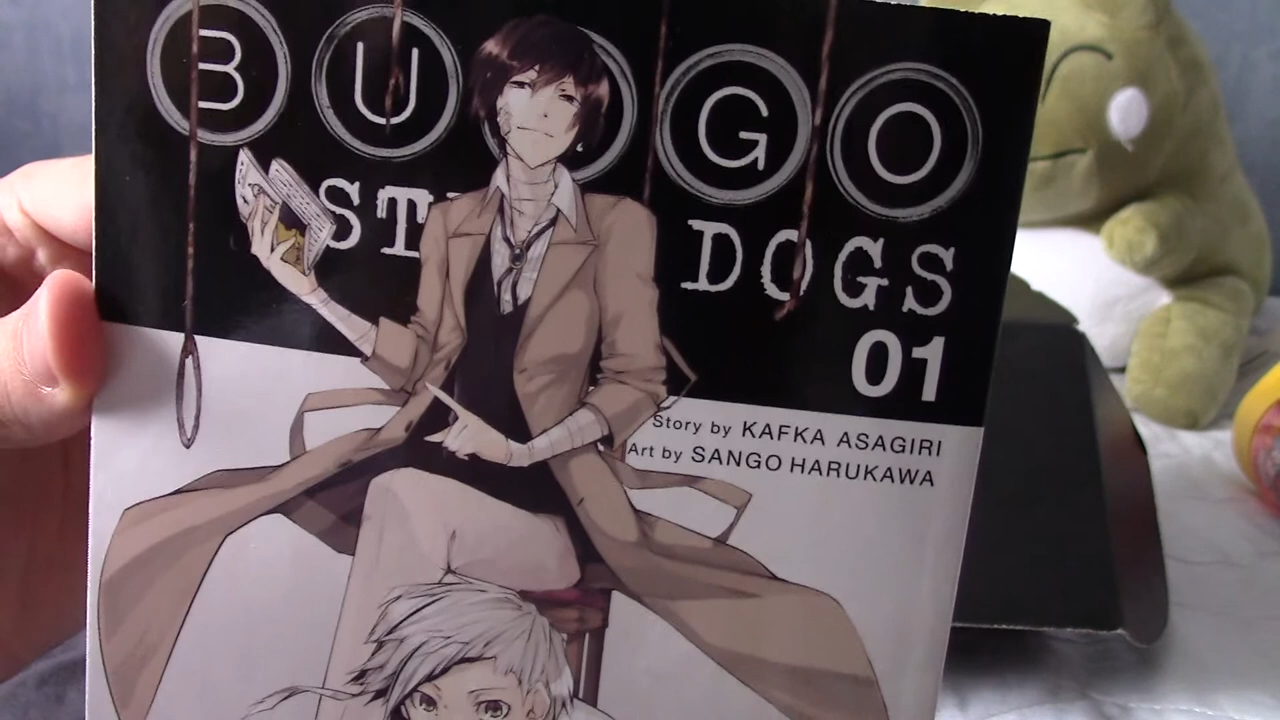 BU GO
ST DOGS
01
Story by KAFKA ASAGIRI
Art by SANGO HARUKAWA